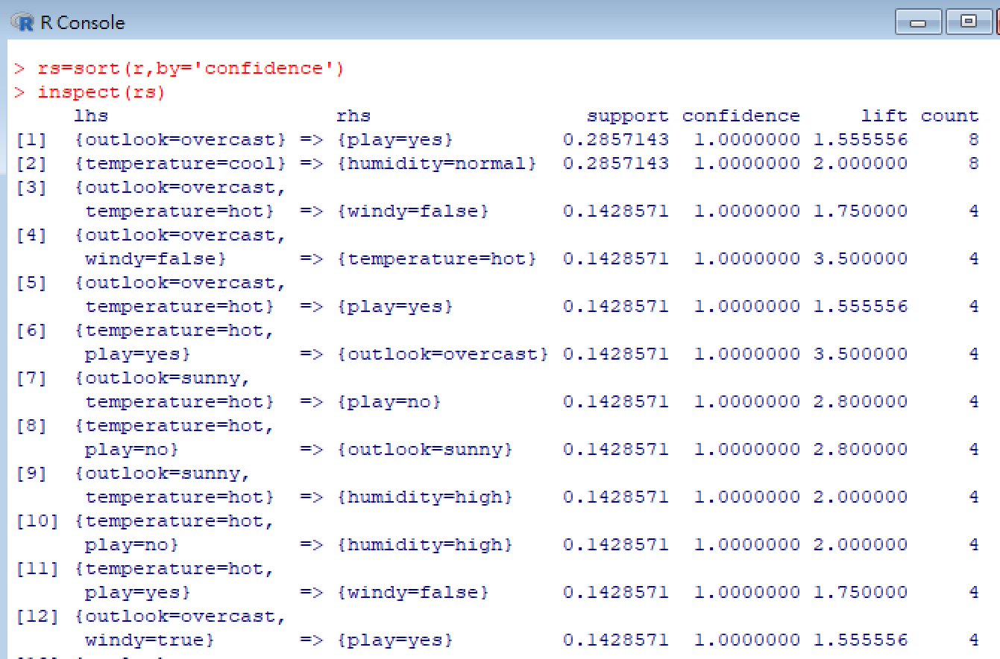 R Console
> rs=sort(r,by='confidence')
> inspect(rs)
     lhs                    rhs                   support confidence     lift count
[1]  {outlook=overcast} => {play=yes}         0.2857143  1.0000000 1.555556     8
[2]  {temperature=cool} => {humidity=normal}  0.2857143  1.0000000 2.000000     8
[3]  {outlook=overcast,
      temperature=hot}  => {windy=false}      0.1428571  1.0000000 1.750000     4
[4]  {outlook=overcast,
      windy=false}      => {temperature=hot}  0.1428571  1.0000000 3.500000     4
[5]  {outlook=overcast,
      temperature=hot}  => {play=yes}         0.1428571  1.0000000 1.555556     4
[6]  {temperature=hot,
      play=yes}         => {outlook=overcast} 0.1428571  1.0000000 3.500000     4
[7]  {outlook=sunny,
      temperature=hot}  => {play=no}          0.1428571  1.0000000 2.800000     4
[8]  {temperature=hot,
      play=no}          => {outlook=sunny}    0.1428571  1.0000000 2.800000     4
[9]  {outlook=sunny,
      temperature=hot}  => {humidity=high}    0.1428571  1.0000000 2.000000     4
[10] {temperature=hot,
      play=no}          => {humidity=high}    0.1428571  1.0000000 2.000000     4
[11] {temperature=hot,
      play=yes}         => {windy=false}      0.1428571  1.0000000 1.750000     4
[12] {outlook=overcast,
      windy=true}       => {play=yes}         0.1428571  1.0000000 1.555556     4